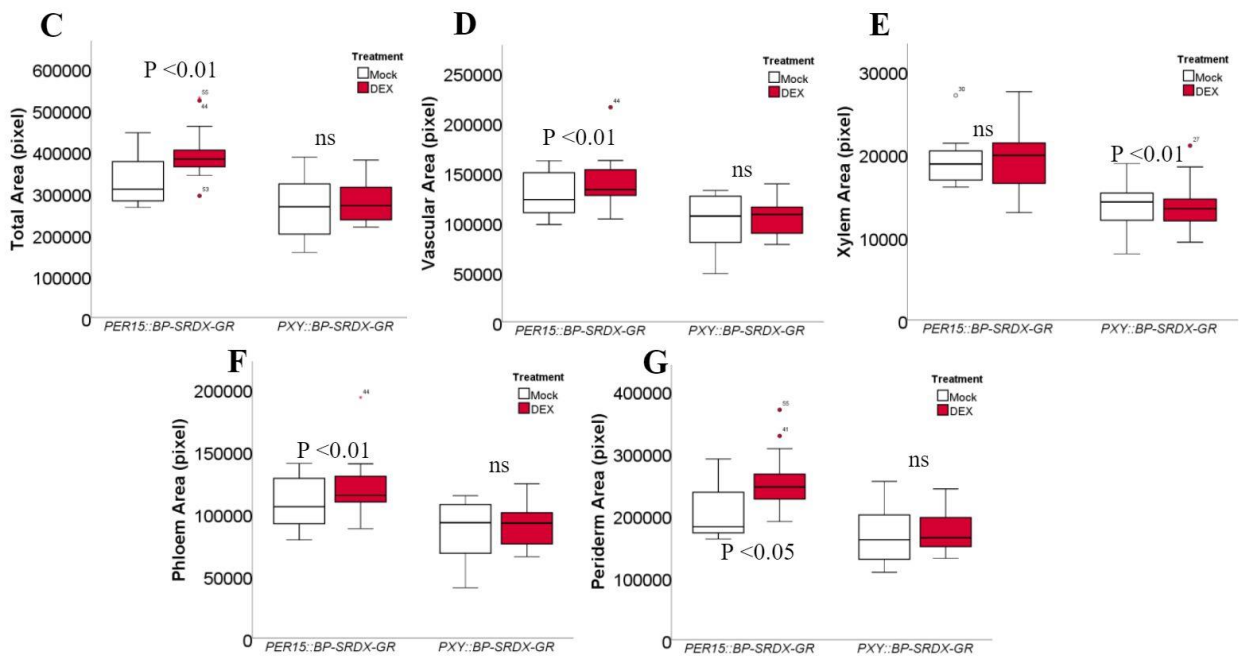 C
Total Area (pixel)
600000
500000
400000
300000
200000
100000
0
P <0.01
ns
55
44
53
Treatment
Mock
DEX
PER15::BP-SRDX-GR
PXY::BP-SRDX-GR
D
Vascular Area (pixel)
250000
200000
150000
100000
50000
0
P <0.01
ns
44
Treatment
Mock
DEX
PER15::BP-SRDX-GR
PXY::BP-SRDX-GR
E
Xylem Area (pixel)
30000
20000
10000
0
30
ns
P <0.01
27
Treatment
Mock
DEX
PER15::BP-SRDX-GR
PXY::BP-SRDX-GR
F
Phloem Area (pixel)
200000
150000
100000
50000
0
44
P <0.01
ns
Treatment
Mock
DEX
PER15::BP-SRDX-GR
PXY::BP-SRDX-GR
G
Periderm Area (pixel)
400000
300000
200000
100000
0
55
41
P <0.05
ns
Treatment
Mock
DEX
PER15::BP-SRDX-GR
PXY::BP-SRDX-GR